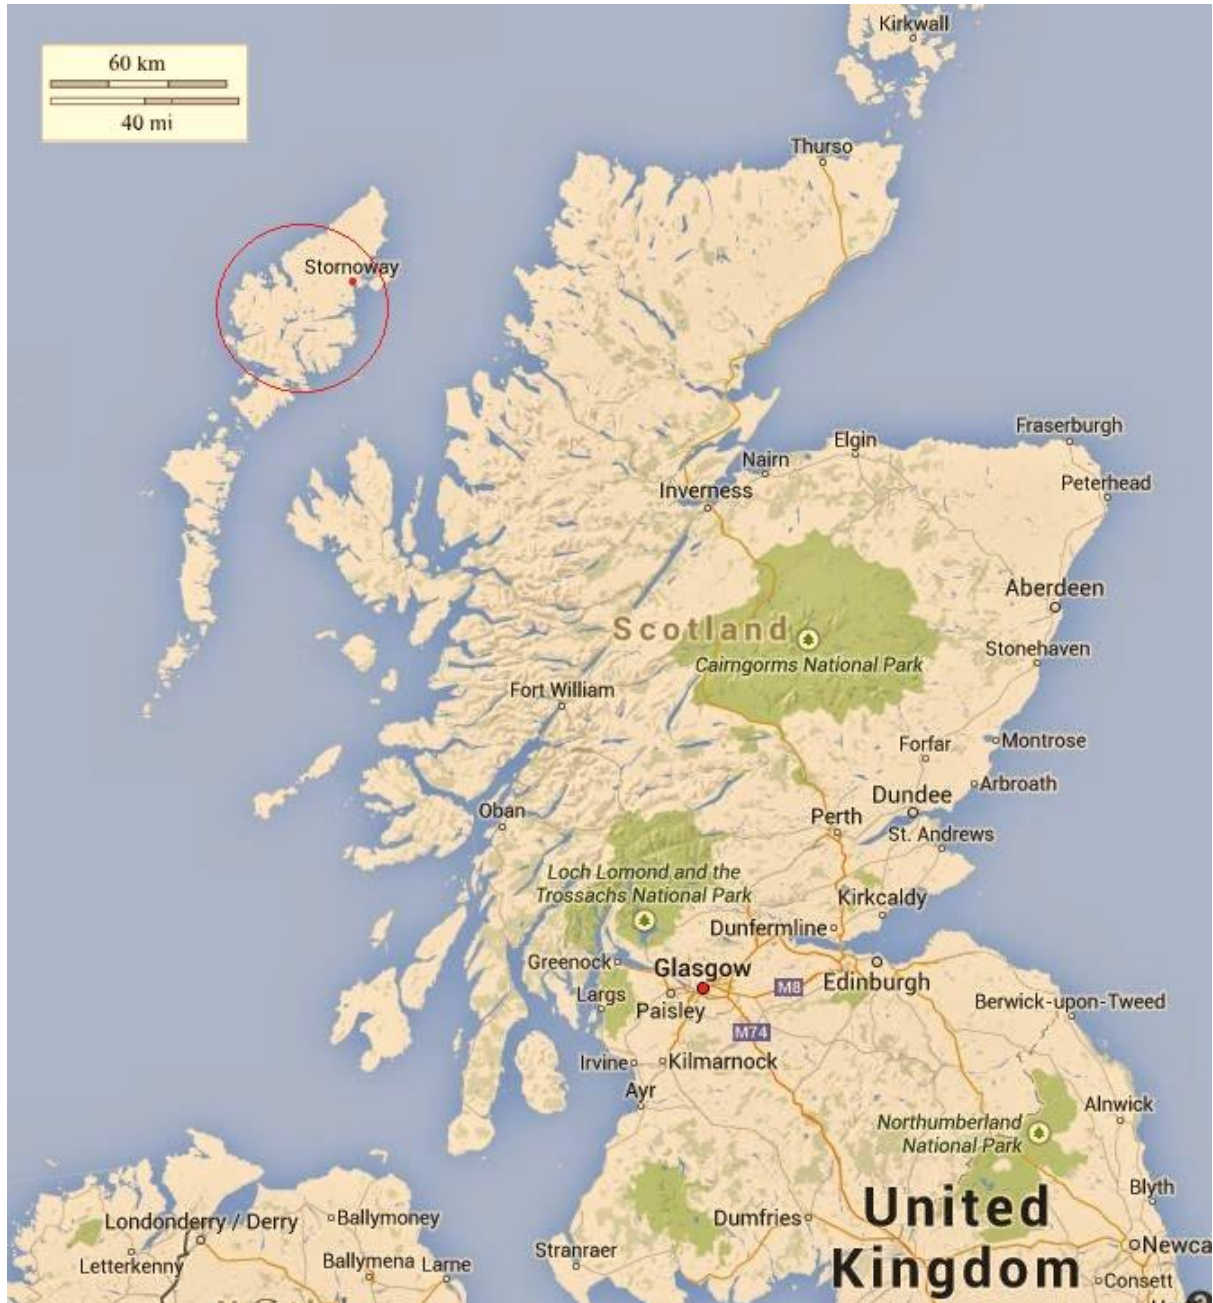 Kirkwall
60 km
40 mi
Thurso
Stornoway
Fraserburgh
Elgin
Nairn
Peterhead
Inverness
Aberdeen
Scotland
Stonehaven
Cairngorms National Park
Fort William
Forfar
Montrose
Arbroath
Dundee
Oban
Perth
St. Andrews
Loch Lomond and the
Trossachs National Park
Kirkcaldy
Dunfermline
Greenock
Glasgow
Edinburgh
M8
Largs
Paisley
Berwick-upon-Tweed
M74
Irvine
Kilmarnock
Ayr
Alnwick
Northumberland
National Park
Blyth
United
Kingdom
Londonderry / Derry
Ballymoney
Dumfries
Newca
Stranraer
Letterkenny
Ballymena
Larne
Consett